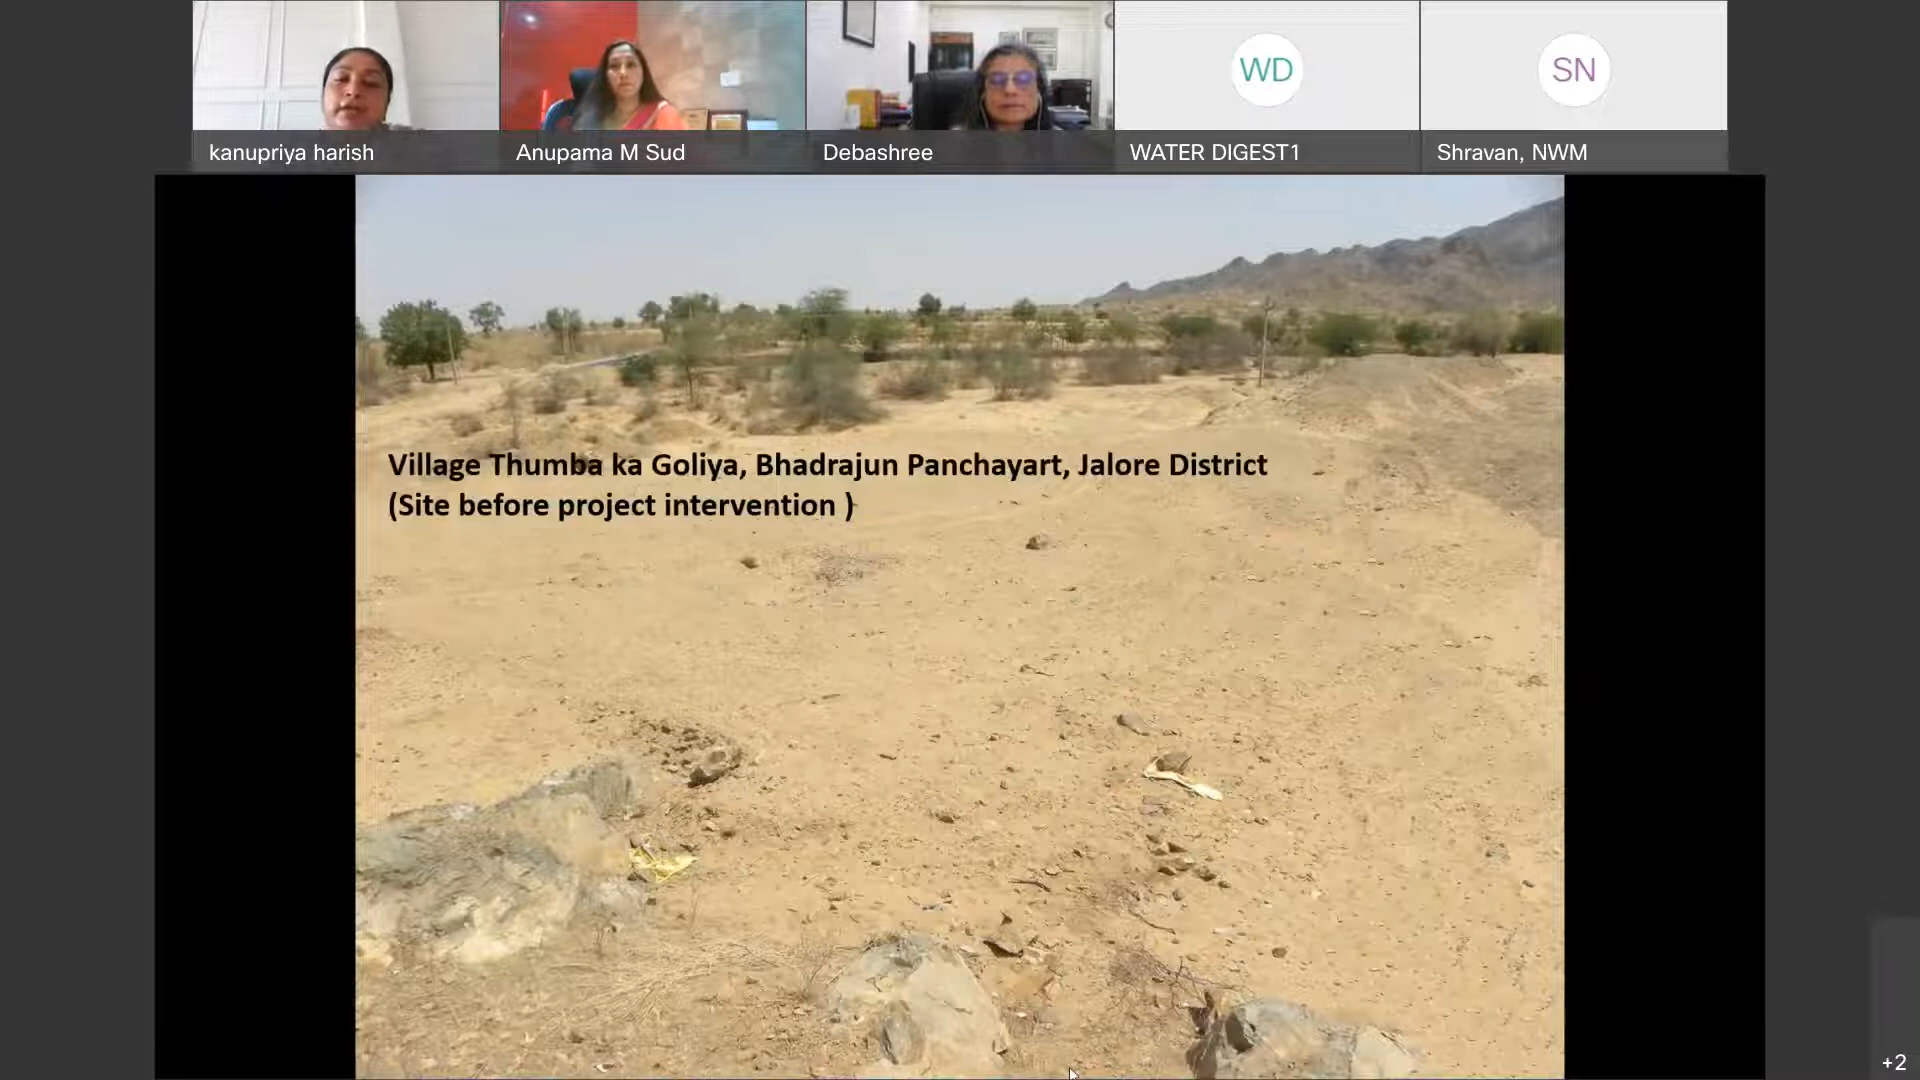 kanupriya harish
Anupama M Sud
Debashree
WD
WATER DIGEST1
SN
Shravan, NWM
Village Thumba ka Goliya, Bhadrajun Panchayart, Jalore District
(Site before project intervention )
+2